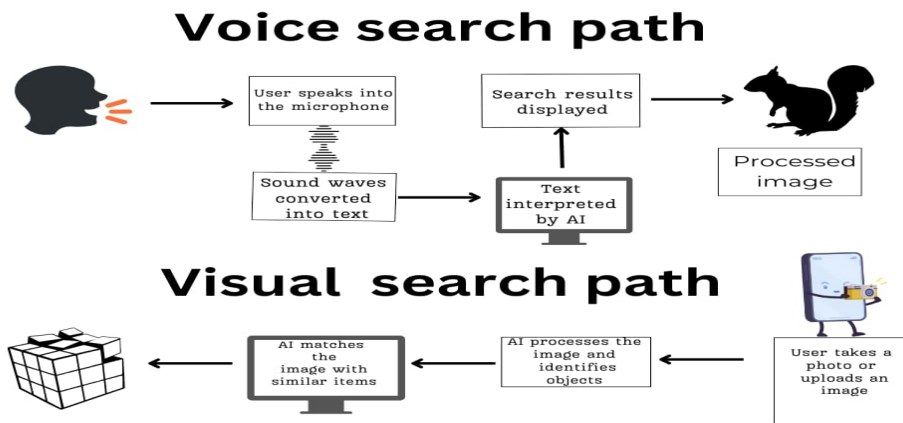 Voice search path
User speaks into
the microphone
Sound waves
converted
into text
Text
interpreted
by AI
Search results
displayed
Processed
image
Visual search path
User takes a
photo or
uploads an
image
AI processes the
image and
identifies
objects
AI matches
the
image with
similar items